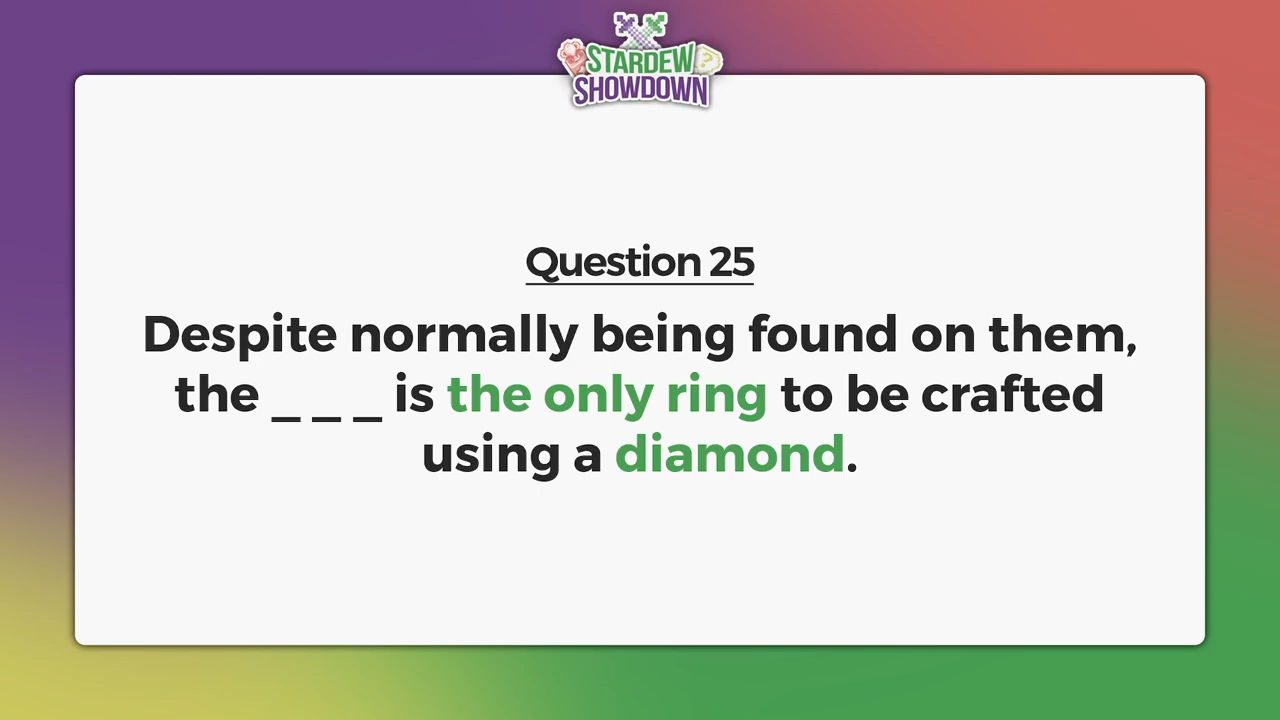 STARDEW
SHOWDOWN
Question 25
Despite normally being found on them,
the _ _ _ is the only ring to be crafted
using a diamond.